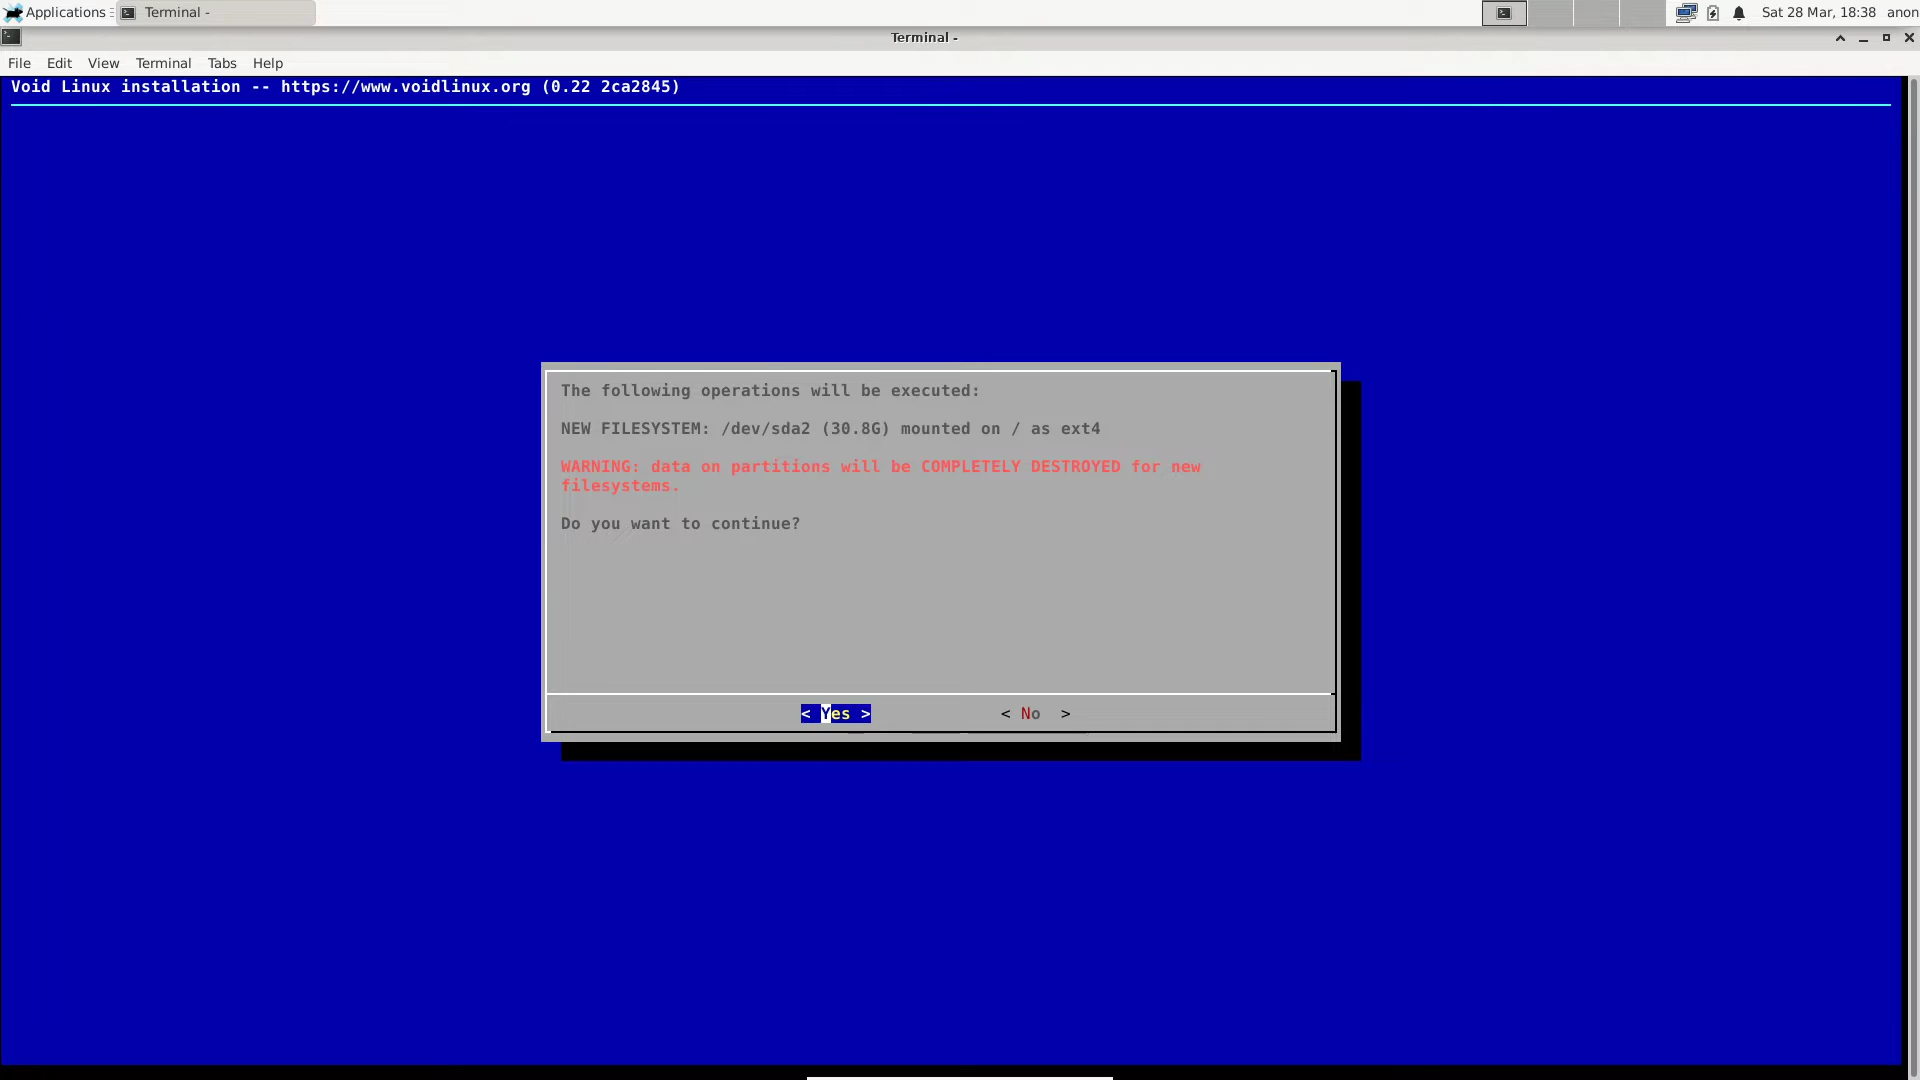 Applications
Terminal -
Sat 28 Mar, 18:38
anon
Terminal -
File Edit View Terminal Tabs Help
Void Linux installation -- https://www.voidlinux.org (0.22 2ca2845)
The following operations will be executed:
NEW FILESYSTEM: /dev/sda2 (30.8G) mounted on / as ext4
WARNING: data on partitions will be COMPLETELY DESTROYED for new
filesystems.
Do you want to continue?
< Yes > < No >